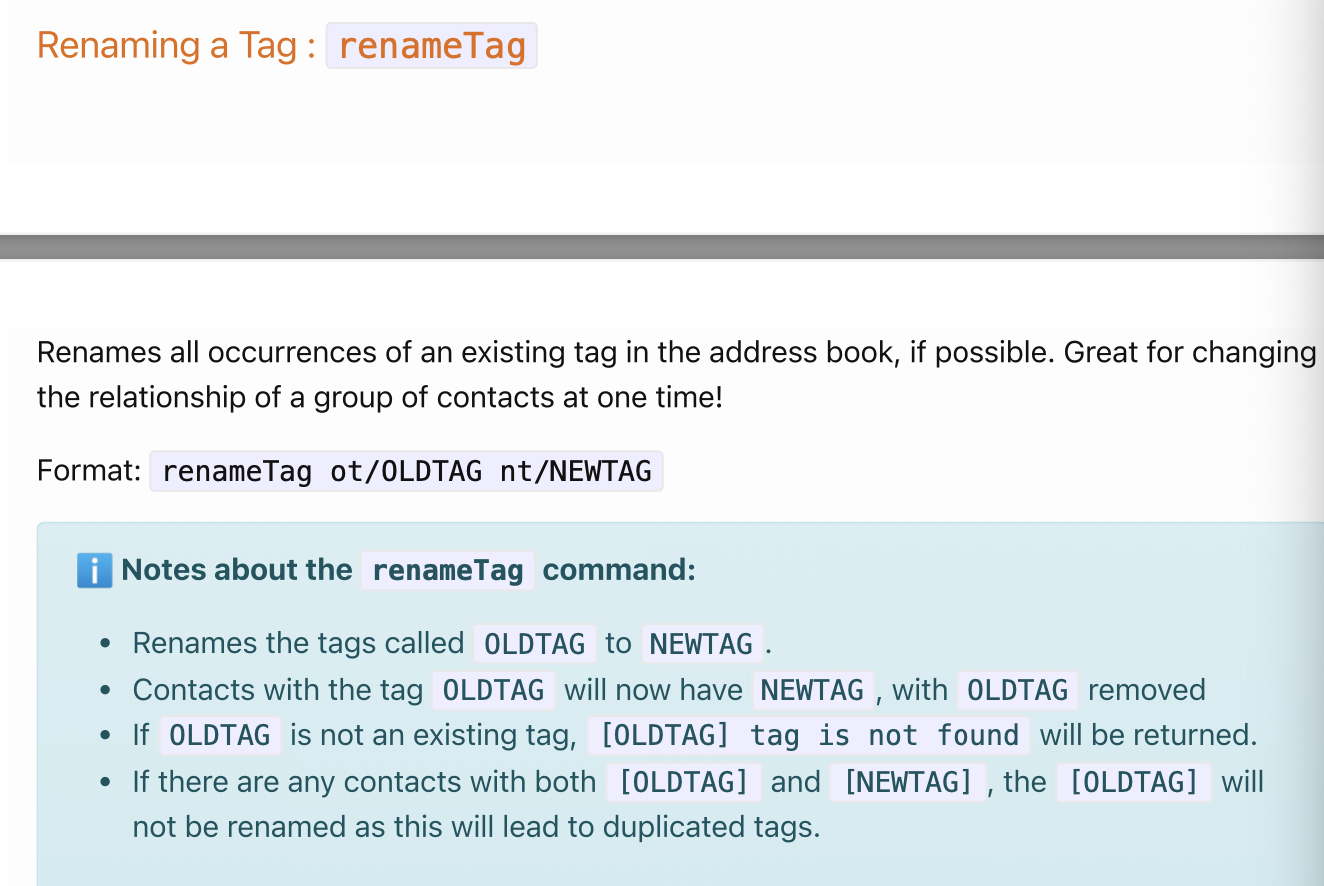 Renaming a Tag : renameTag
Renames all occurrences of an existing tag in the address book, if possible. Great for changing
the relationship of a group of contacts at one time!
Format: renameTag ot/OLDTAG nt/NEWTAG
i Notes about the renameTag command:
• Renames the tags called OLDTAG to NEWTAG .
• Contacts with the tag OLDTAG will now have NEWTAG , with OLDTAG removed
• If OLDTAG is not an existing tag, [OLDTAG] tag is not found will be returned.
• If there are any contacts with both [OLDTAG] and [NEWTAG] , the [OLDTAG] will
not be renamed as this will lead to duplicated tags.